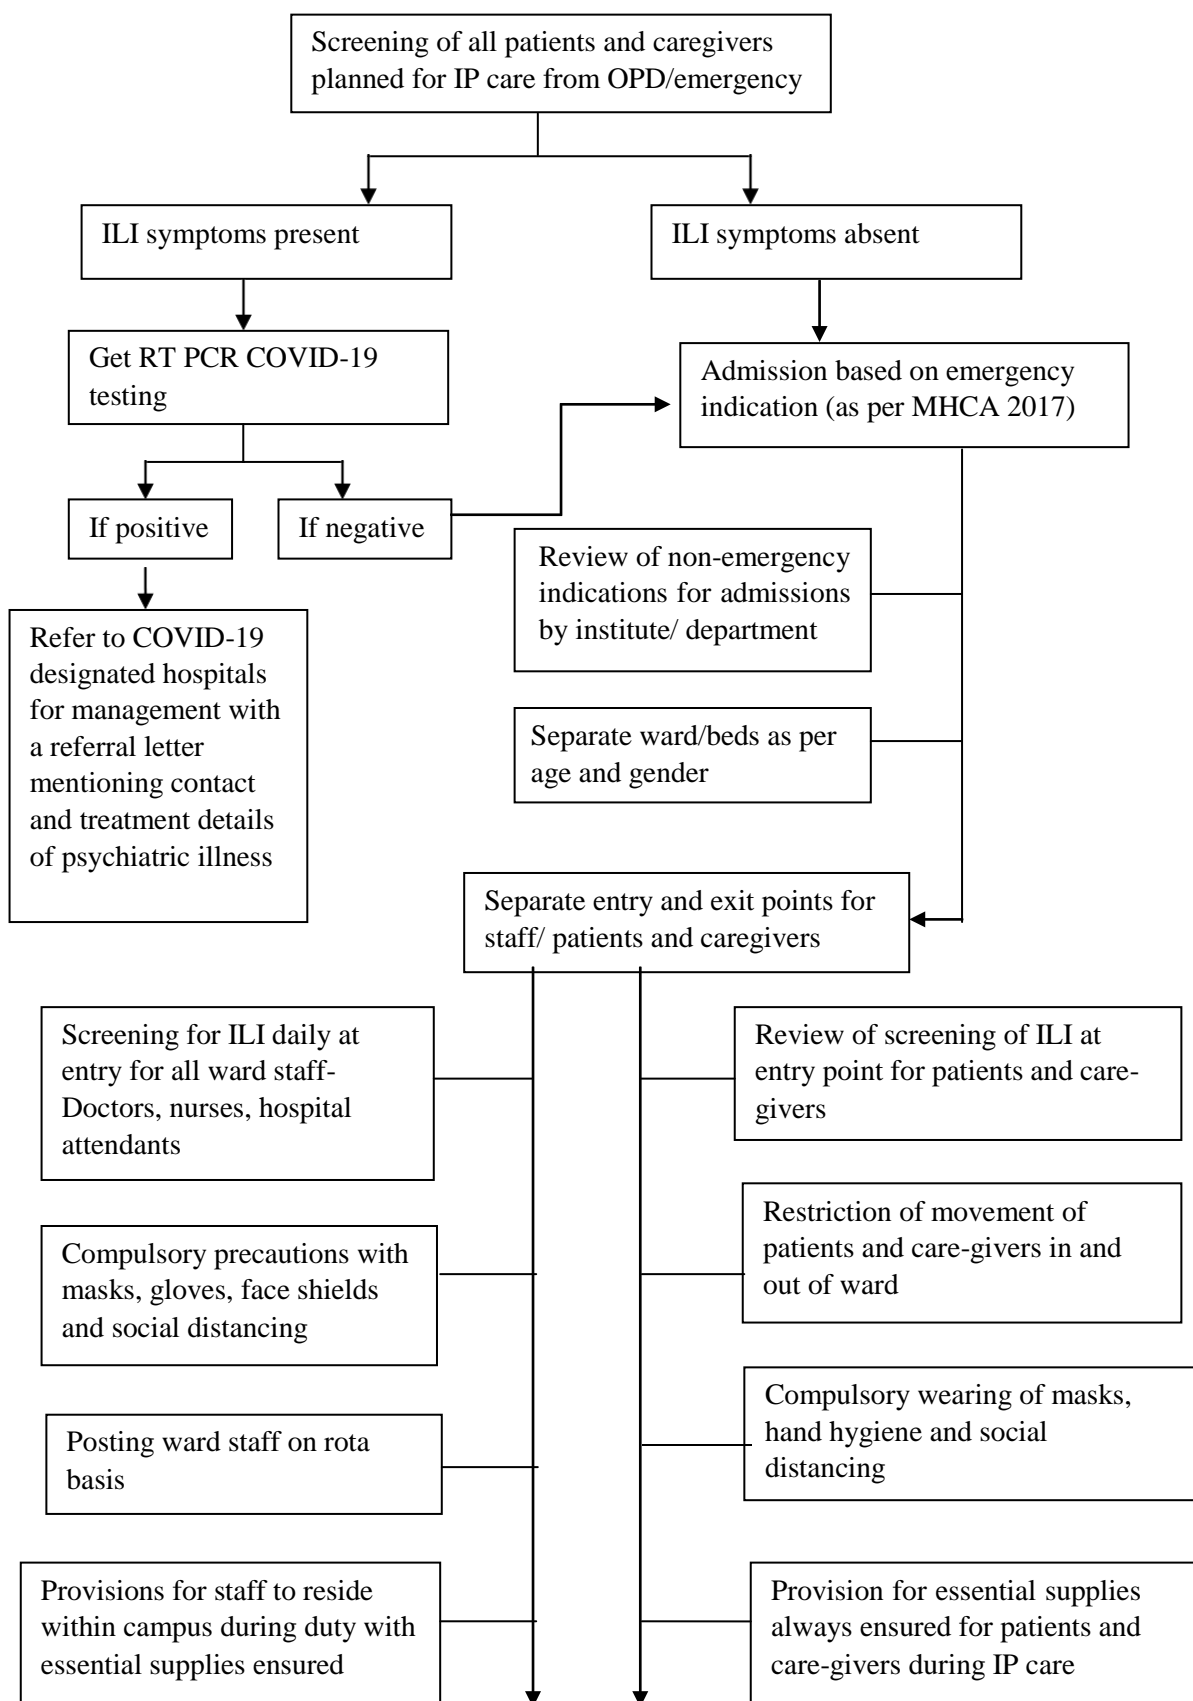 Screening of all patients and caregivers
planned for IP care from OPD/emergency
ILI symptoms present
ILI symptoms absent
Get RT PCR COVID-19
testing
Admission based on emergency
indication (as per MHCA 2017)
If positive
If negative
Review of non-emergency
indications for admissions
by institute/ department
Refer to COVID-19
designated hospitals
for management with
a referral letter
mentioning contact
and treatment details
of psychiatric illness
Separate ward/beds as per
age and gender
Separate entry and exit points for
staff/ patients and caregivers
Screening for ILI daily at
entry for all ward staff-
Doctors, nurses, hospital
attendants
Review of screening of ILI at
entry point for patients and care-
givers
Compulsory precautions with
masks, gloves, face shields
and social distancing
Restriction of movement of
patients and care-givers in and
out of ward
Posting ward staff on rota
basis
Compulsory wearing of masks,
hand hygiene and social
distancing
Provisions for staff to reside
within campus during duty with
essential supplies ensured
Provision for essential supplies
always ensured for patients and
care-givers during IP care